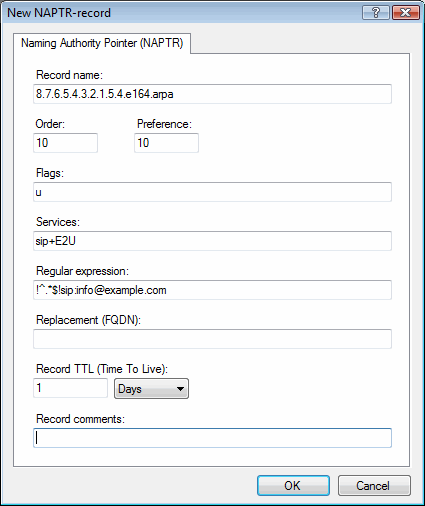 New NAPTR-record
Naming Authority Pointer (NAPTR)
Record name:
8.7.6.5.4.3.2.1.5.4.e164.arpa
Order: Preference:
10 10
Flags:
u
Services:
sip+E2U
Regular expression:
!^.*$!sip:info@example.com
Replacement (FQDN):
Record TTL (Time To Live):
1 Days
Record comments:
OK Cancel